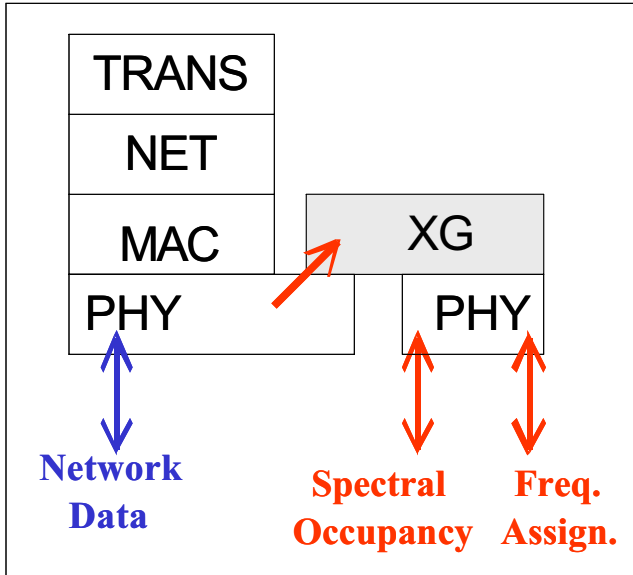 TRANS
NET
MAC
XG
PHY
PHY
Network
Data
Spectral
Occupancy
Freq.
Assign.